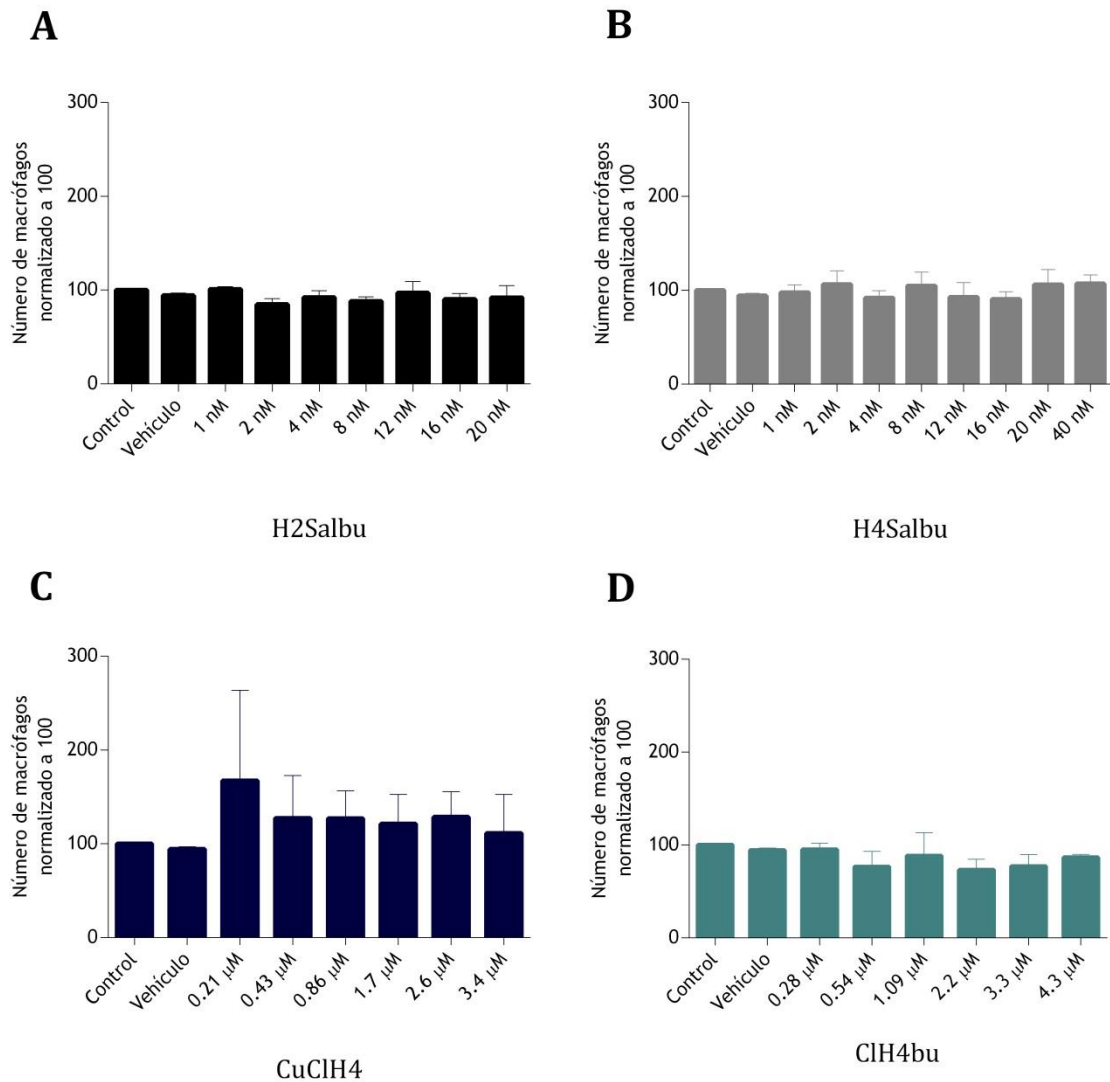 A
Número de macrófagos
normalizado a 100
300
200
100
0
Control
Vehículo
1 nM
2 nM
4 nM
8 nM
12 nM
16 nM
20 nM
H2Salbu
B
Número de macrófagos
normalizado a 100
300
200
100
0
Control
Vehículo
1 nM
2 nM
4 nM
8 nM
12 nM
16 nM
20 nM
40 nM
H4Salbu
C
Número de macrófagos
normalizado a 100
300
200
100
0
Control
Vehículo
0.21 µM
0.43 µM
0.86 µM
1.7 µM
2.6 µM
3.4 µM
CuClH4
D
Número de macrófagos
normalizado a 100
300
200
100
0
Control
Vehículo
0.28 µM
0.54 µM
1.09 µM
2.2 µM
3.3 µM
4.3 µM
ClH4bu